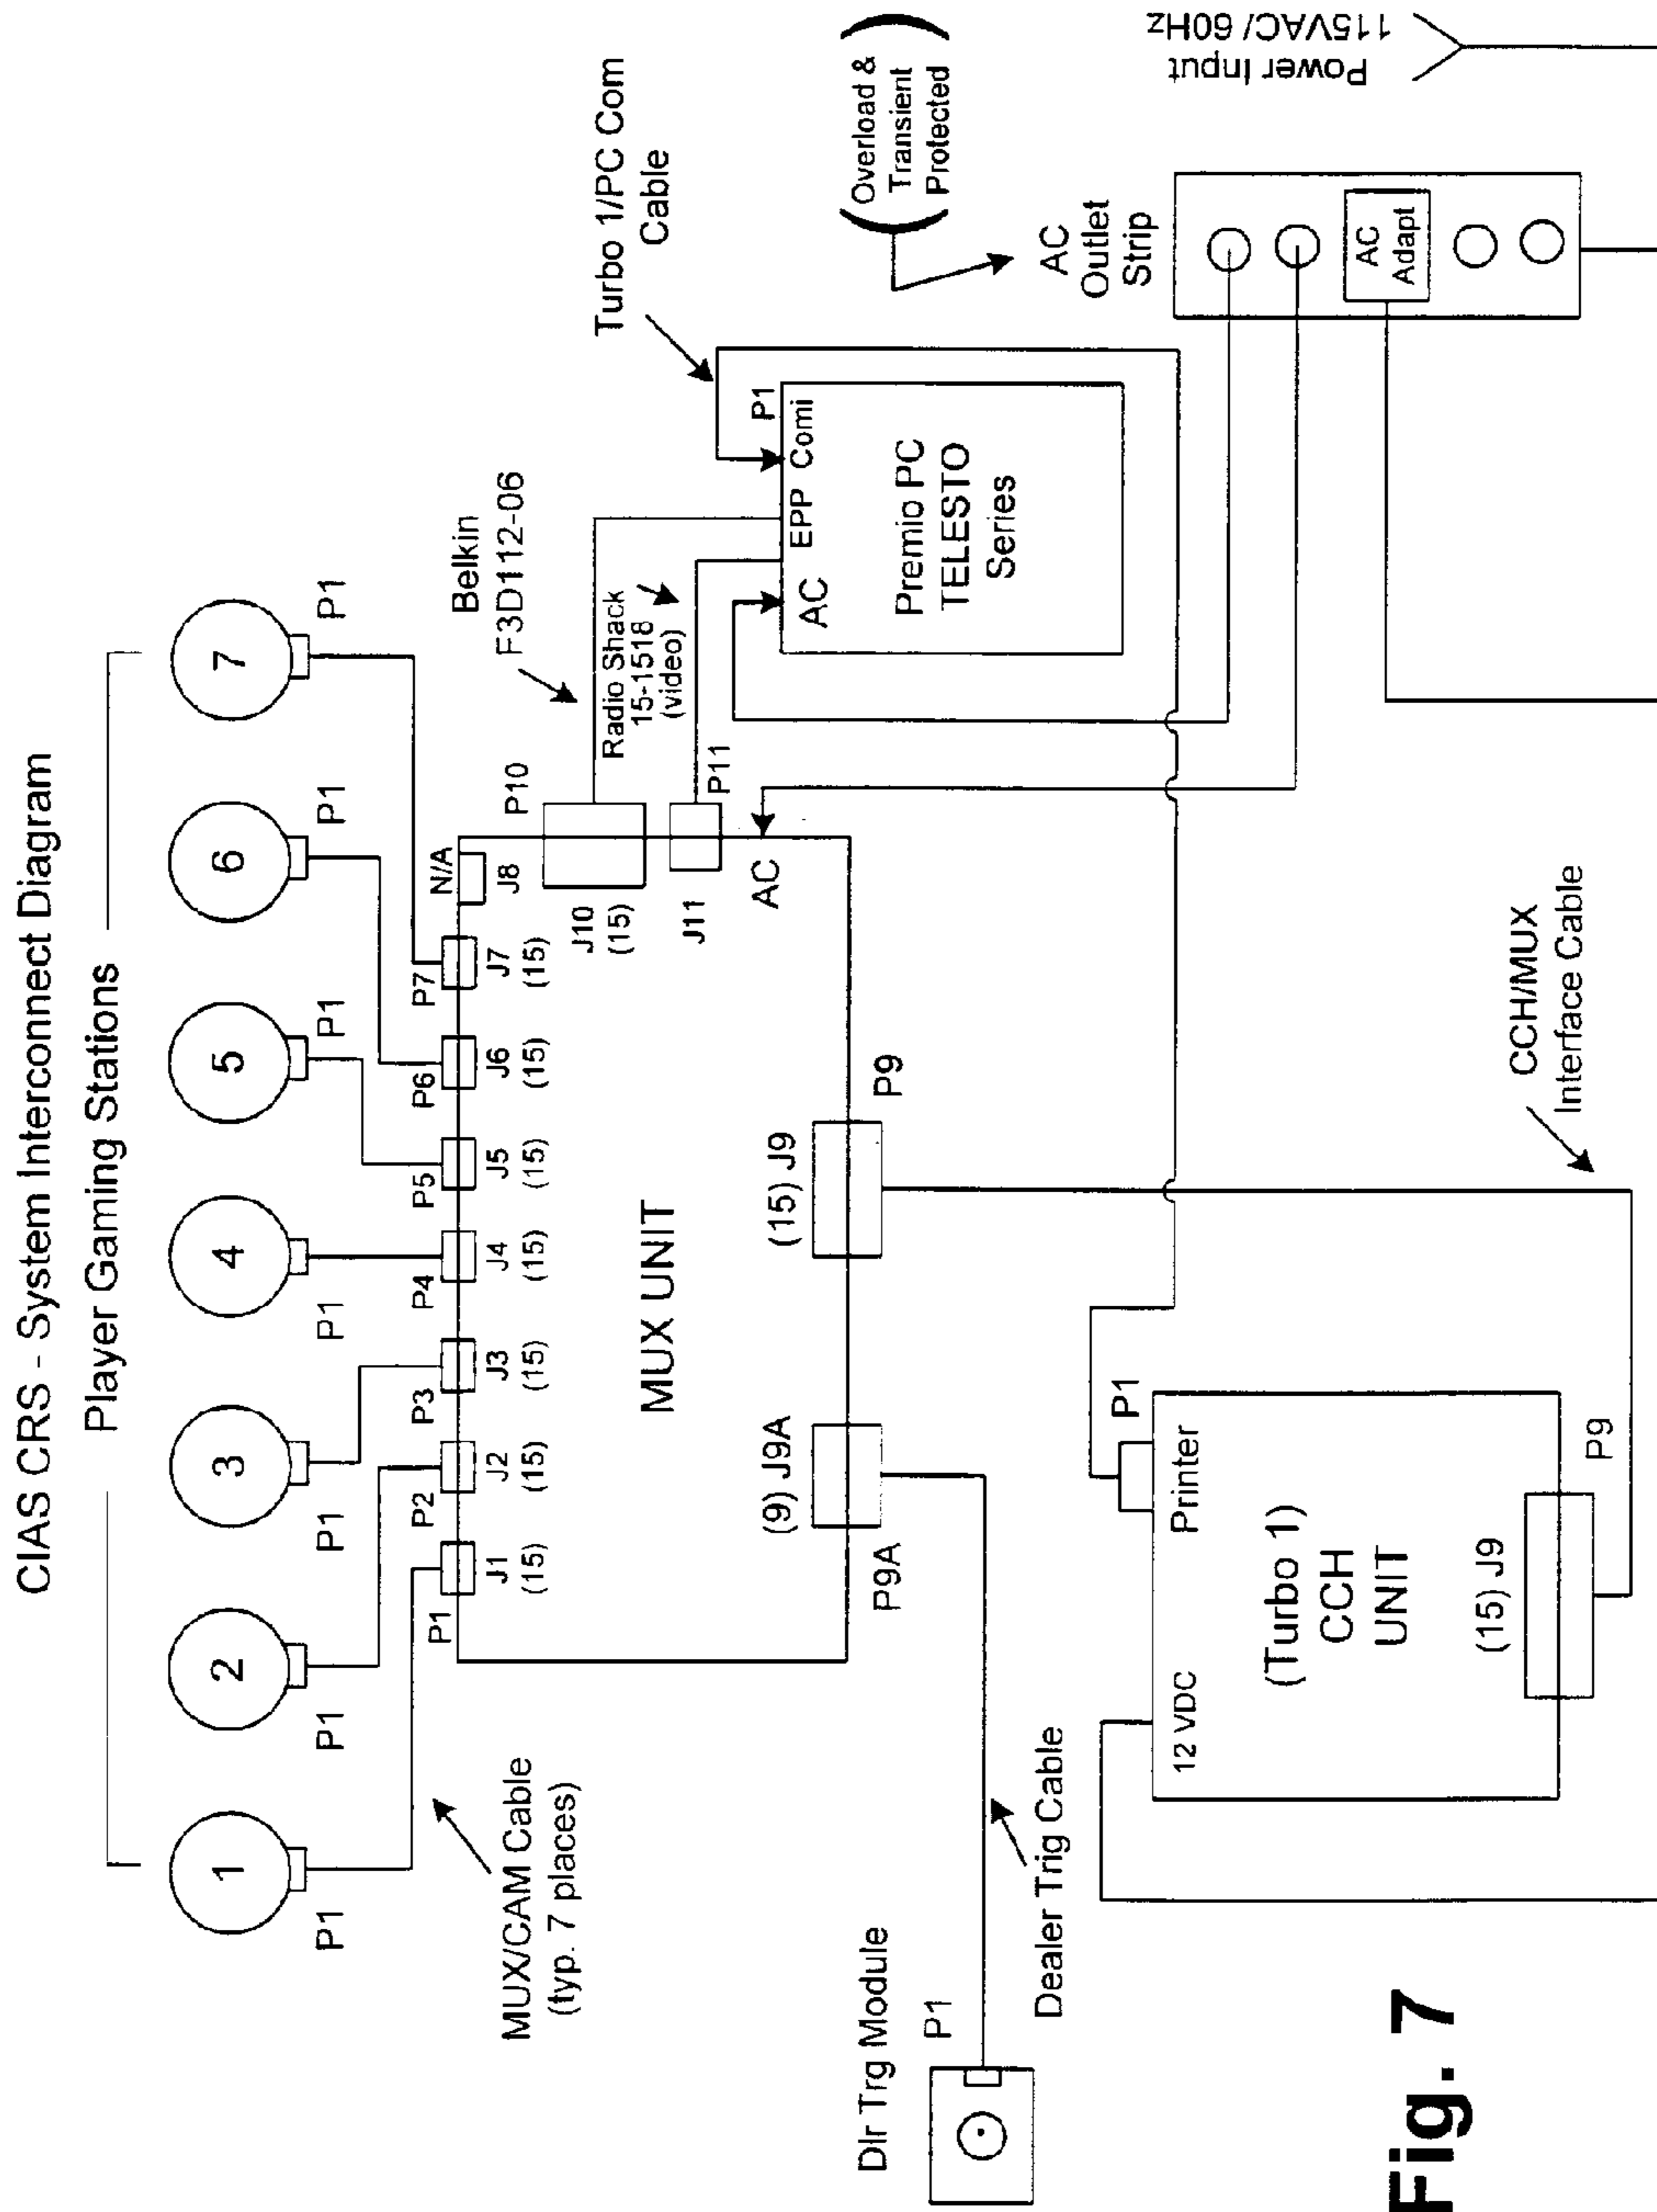 CIAS CRS - System Interconnect Diagram
Player Gaming Stations
1
2
3
4
5
6
7
P1
P1
P1
P1
P1
P1
P1
MUX/CAM Cable
(typ. 7 places)
P1
P2
P3
P4
P5
P6
P7
N/A
J1
(15)
J2
(15)
J3
(15)
J4
(15)
J5
(15)
J6
(15)
J7
(15)
J8
P10
J10
(15)
J11
P11
AC
MUX UNIT
(9) J9A
P9A
(15) J9
P9
Belkin
F3D112-06
Radio Shack
15-1518
(video)
Turbo 1/PC Com
Cable
AC
EPP
Comi
P1
Premio PC
TELESTO
Series
Overload &
Transient
Protected
AC
Outlet
Strip
AC
Adapt
Power Input
115VAC/ 60Hz
Dlr Trg Module
P1
Dealer Trig Cable
12 VDC
Printer
P1
(Turbo 1)
CCH
UNIT
(15) J9
P9
CCH/MUX
Interface Cable
Fig. 7